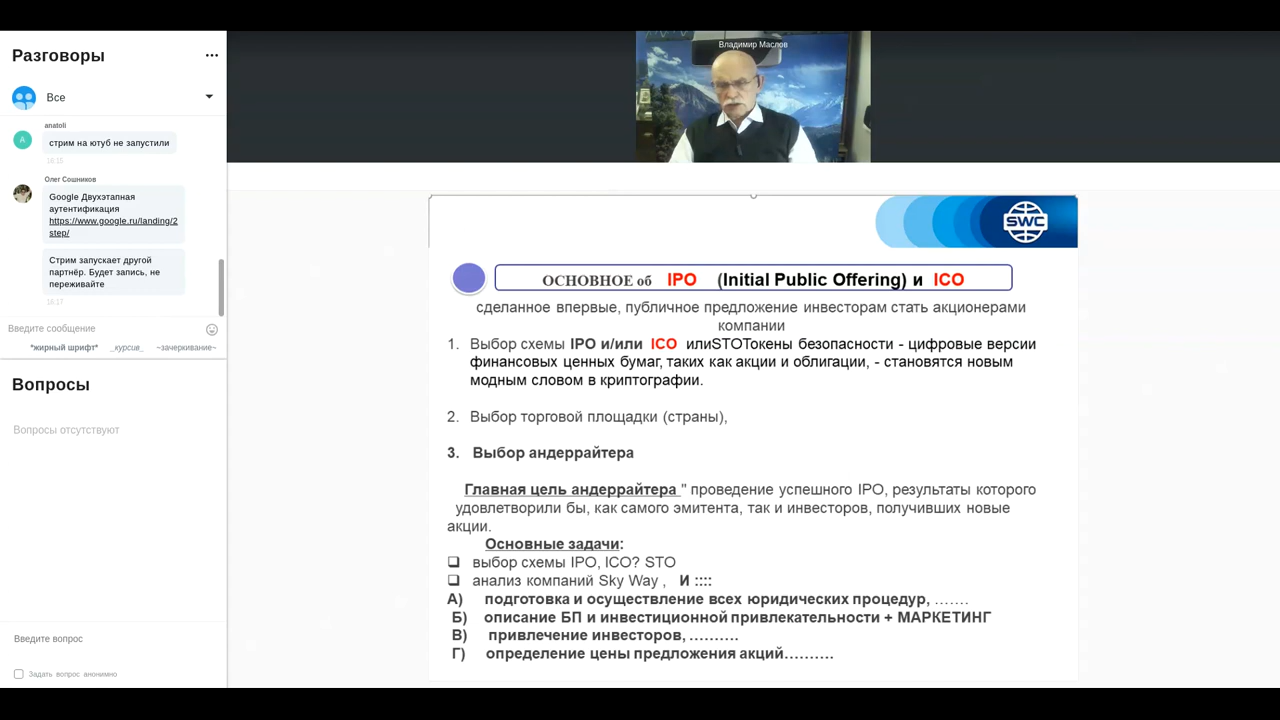 Разговоры
Все
anatoli
A
стрим на ютуб не запустили
16:15
Олег Сошников
Google Двухэтапная
аутентификация
https://www.google.ru/landing/2
step/
Стрим запускает другой
партнёр. Будет запись, не
переживайте
16:17
Введите сообщение
*жирный шрифт* _курсив_ ~зачеркивание~
Вопросы
Вопросы отсутствуют
Введите вопрос
Задать вопрос анонимно
Владимир Маслов
SWC
ОСНОВНОЕ об IPO (Initial Public Offering) и ICO
сделанное впервые, публичное предложение инвесторам стать акционерами
компании
1. Выбор схемы IPO и/или ICO илиSTOТокены безопасности - цифровые версии
финансовых ценных бумаг, таких как акции и облигации, - становятся новым
модным словом в криптографии.
2. Выбор торговой площадки (страны),
3. Выбор андеррайтера
Главная цель андеррайтера " проведение успешного IPO, результаты которого
удовлетворили бы, как самого эмитента, так и инвесторов, получивших новые
акции.
Основные задачи:
❑ выбор схемы IPO, ICO? STO
❑ анализ компаний Sky Way , И ::::
А) подготовка и осуществление всех юридических процедур, …….
Б) описание БП и инвестиционной привлекательности + МАРКЕТИНГ
В) привлечение инвесторов, ……….
Г) определение цены предложения акций……….